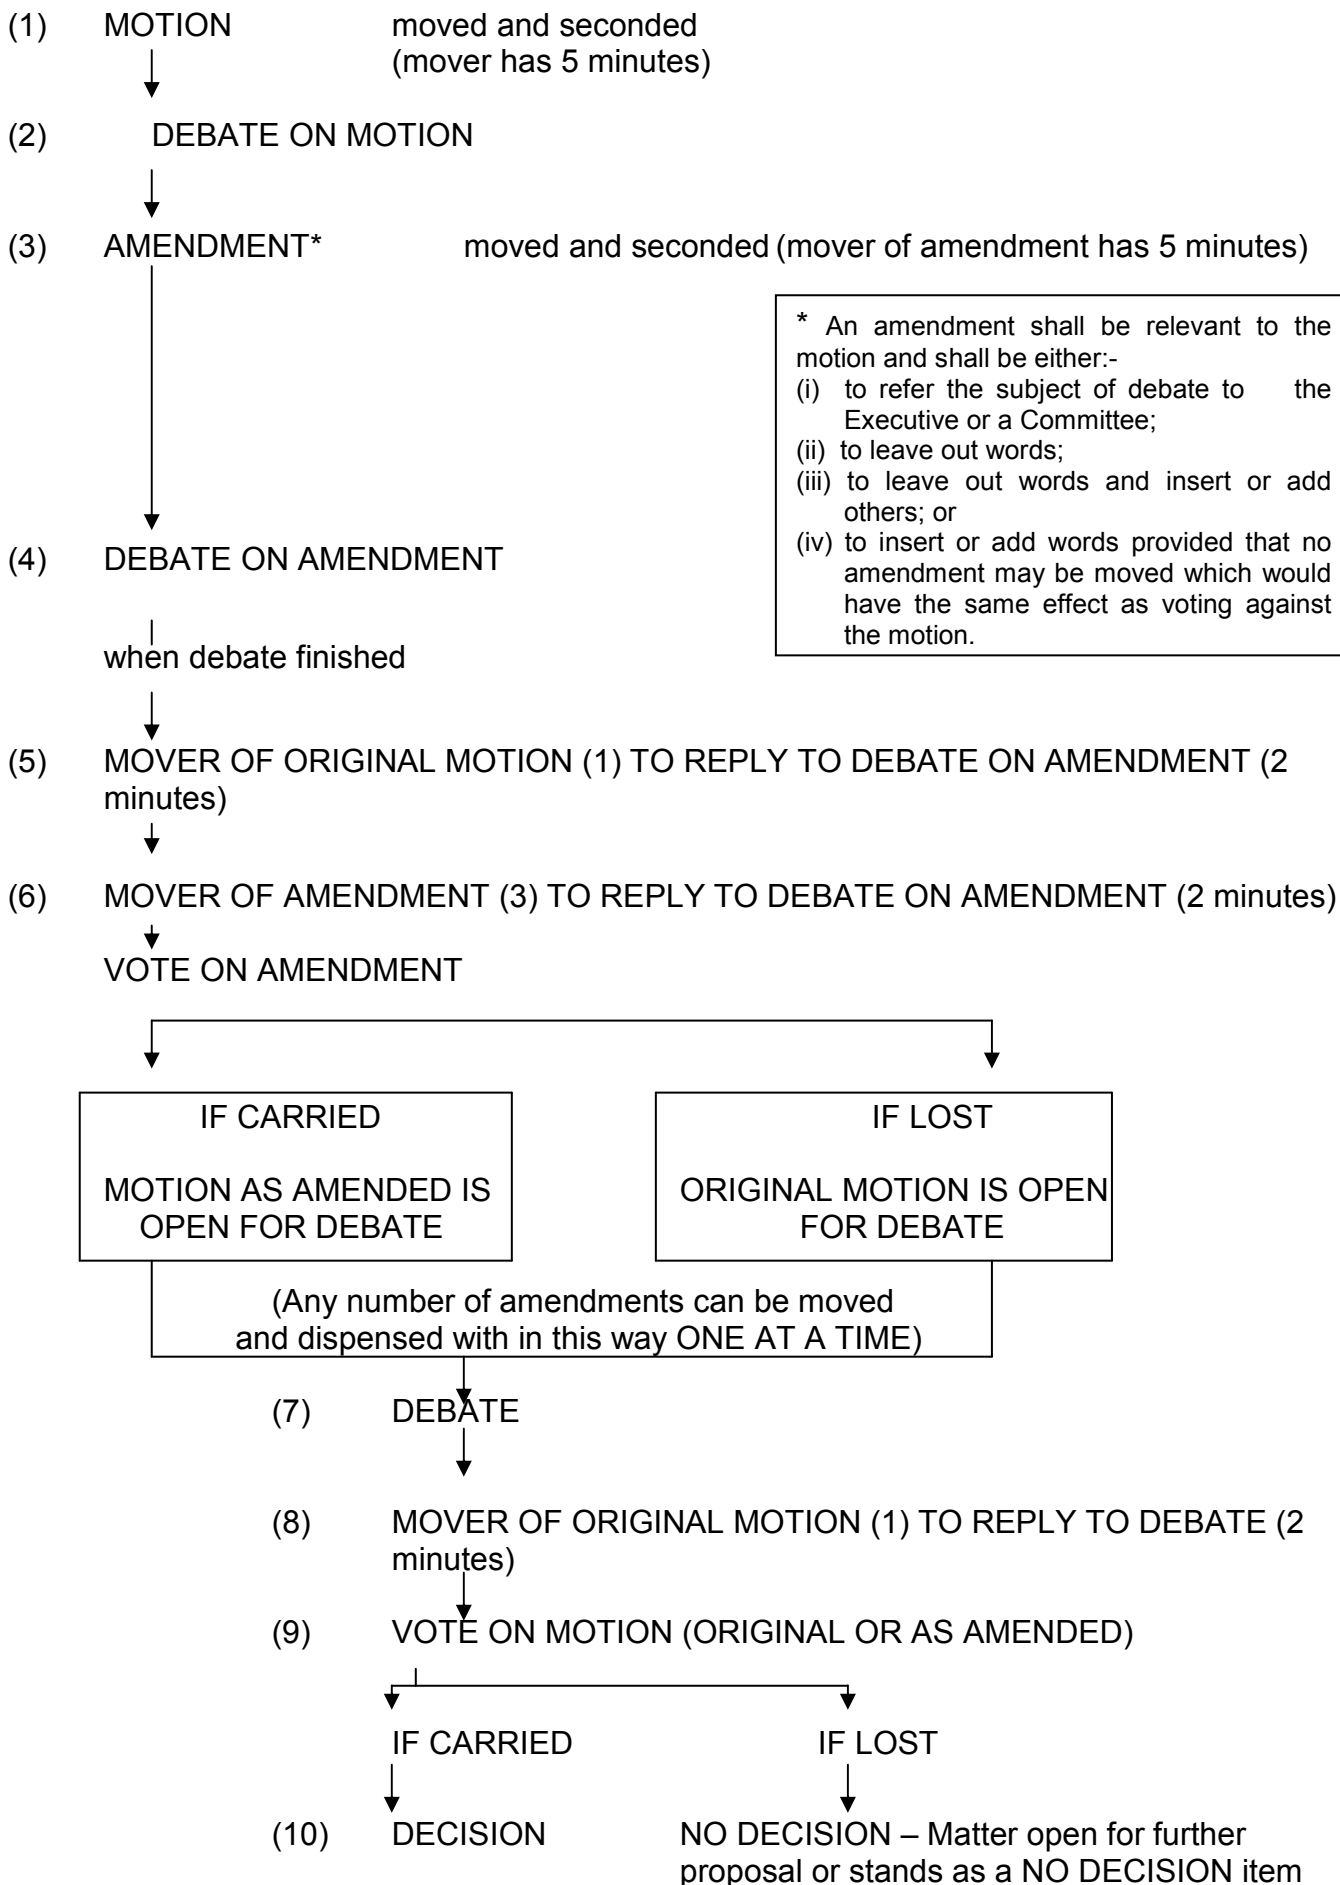 (1) MOTION moved and seconded
(mover has 5 minutes)
(2) DEBATE ON MOTION
(3) AMENDMENT* moved and seconded (mover of amendment has 5 minutes)
* An amendment shall be relevant to the
motion and shall be either:-
(i) to refer the subject of debate to the
Executive or a Committee;
(ii) to leave out words;
(iii) to leave out words and insert or add
others; or
(iv) to insert or add words provided that no
amendment may be moved which would
have the same effect as voting against
the motion.
(4) DEBATE ON AMENDMENT
when debate finished
(5) MOVER OF ORIGINAL MOTION (1) TO REPLY TO DEBATE ON AMENDMENT (2
minutes)
(6) MOVER OF AMENDMENT (3) TO REPLY TO DEBATE ON AMENDMENT (2 minutes)
VOTE ON AMENDMENT
IF CARRIED
MOTION AS AMENDED IS
OPEN FOR DEBATE
IF LOST
ORIGINAL MOTION IS OPEN
FOR DEBATE
(Any number of amendments can be moved
and dispensed with in this way ONE AT A TIME)
(7) DEBATE
(8) MOVER OF ORIGINAL MOTION (1) TO REPLY TO DEBATE (2
minutes)
(9) VOTE ON MOTION (ORIGINAL OR AS AMENDED)
IF CARRIED IF LOST
(10) DECISION NO DECISION – Matter open for further
proposal or stands as a NO DECISION item